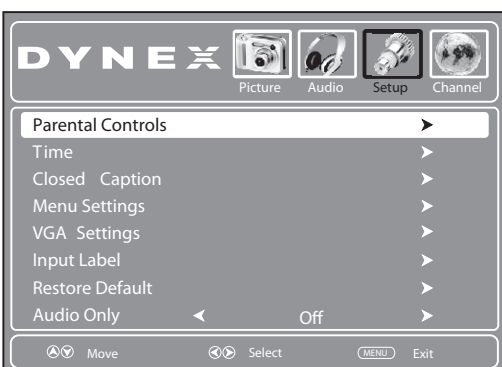 DYNEX
Picture Audio Setup Channel
Parental Controls
Time
Closed Caption
Menu Settings
VGA Settings
Input Label
Restore Default
Audio Only Off
Move Select MENU Exit